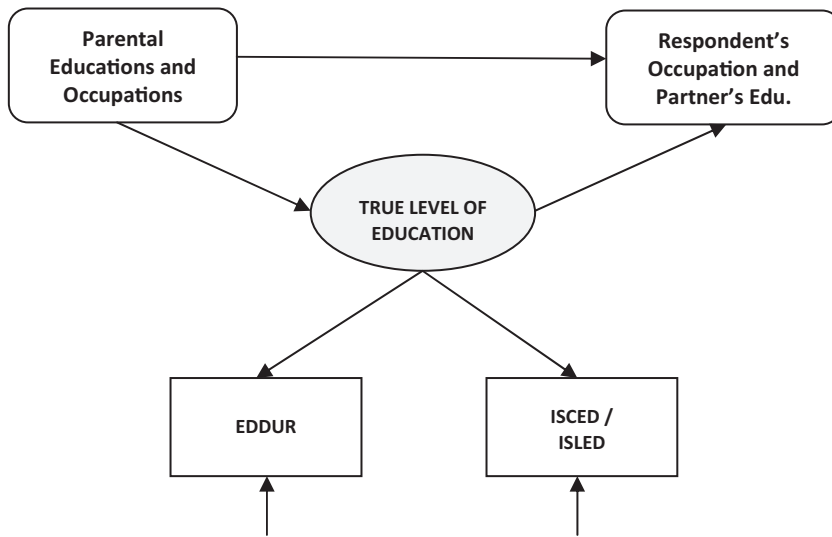 Parental
Educations and
Occupations
Respondent’s
Occupation and
Partner’s Edu.
TRUE LEVEL OF
EDUCATION
EDDUR
ISCED /
ISLED